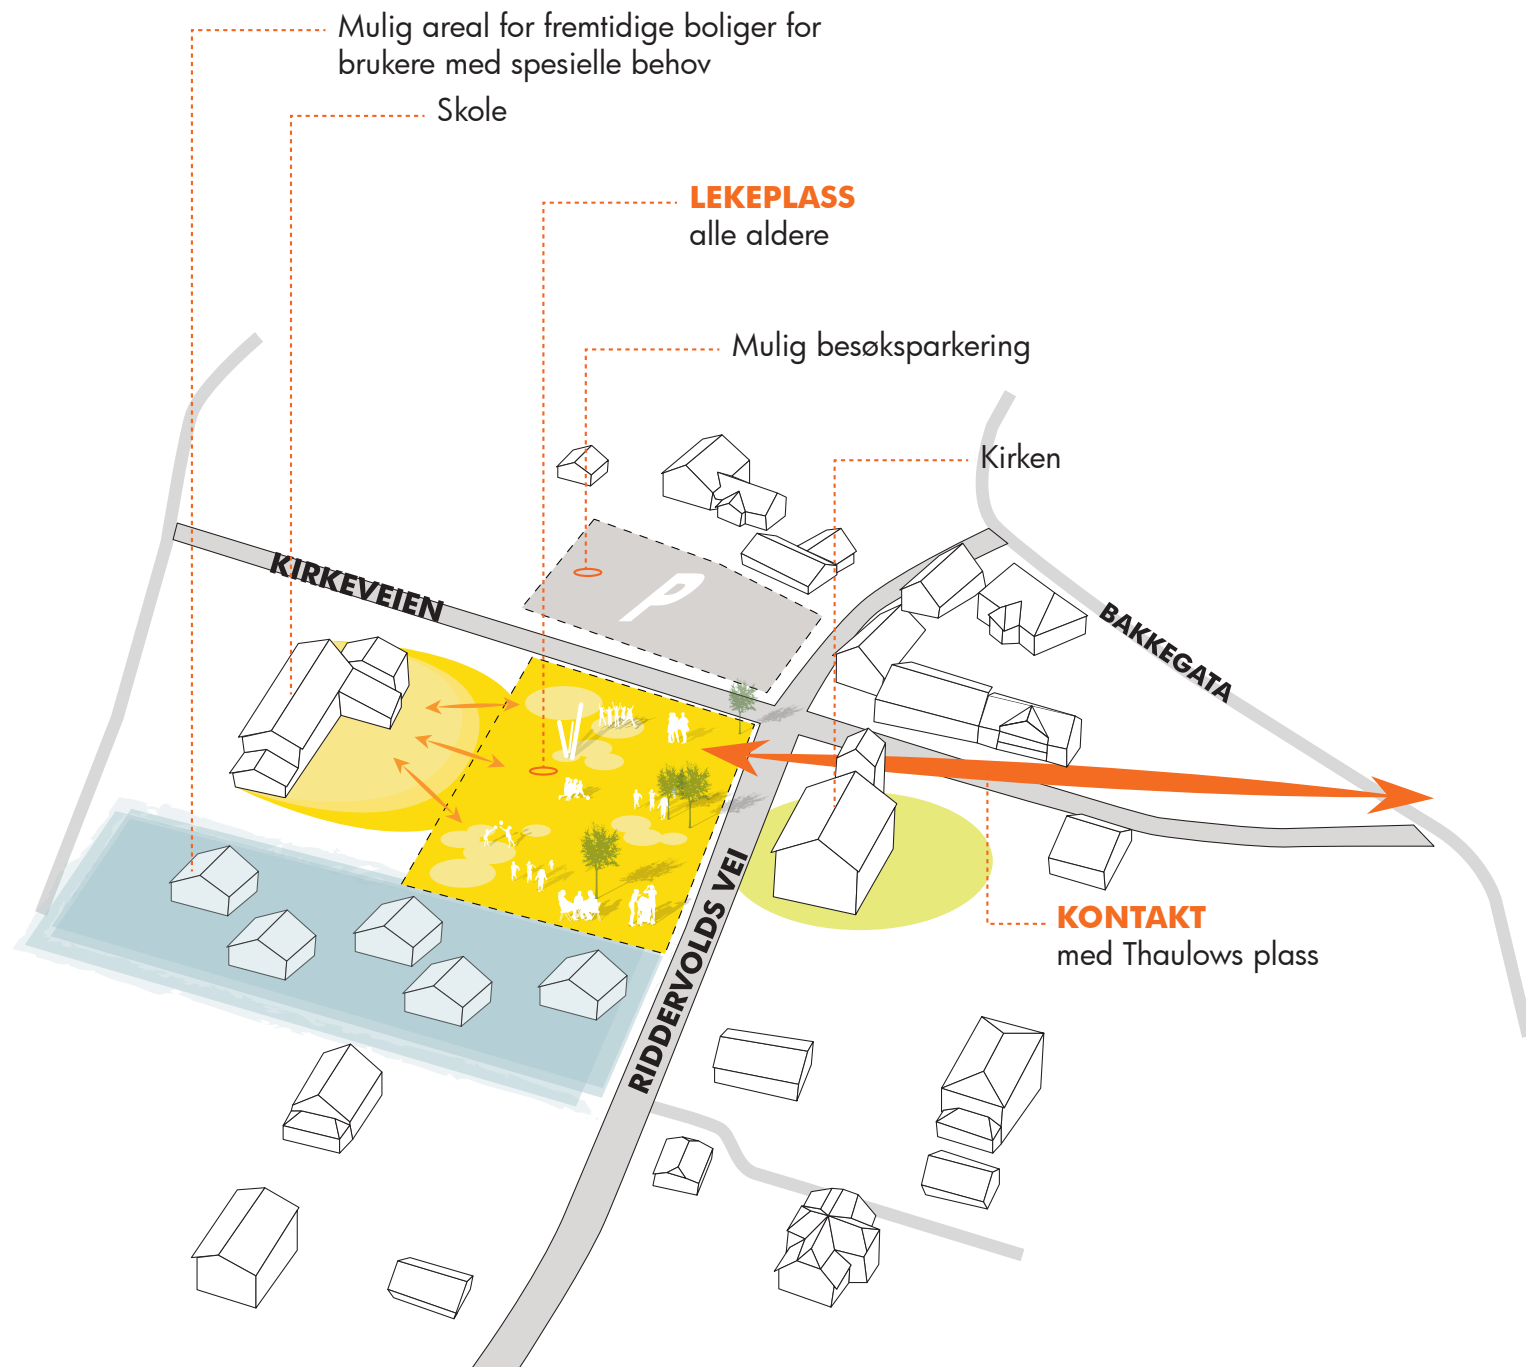 Mulig areal for fremtidige boliger for
brukere med spesielle behov
Skole
LEKEPLASS
alle aldere
Mulig besøksparkering
Kirken
KIRKEVEIEN
P
BAKKEGATA
RIDDERVOLDS VEI
KONTAKT
med Thaulows plass